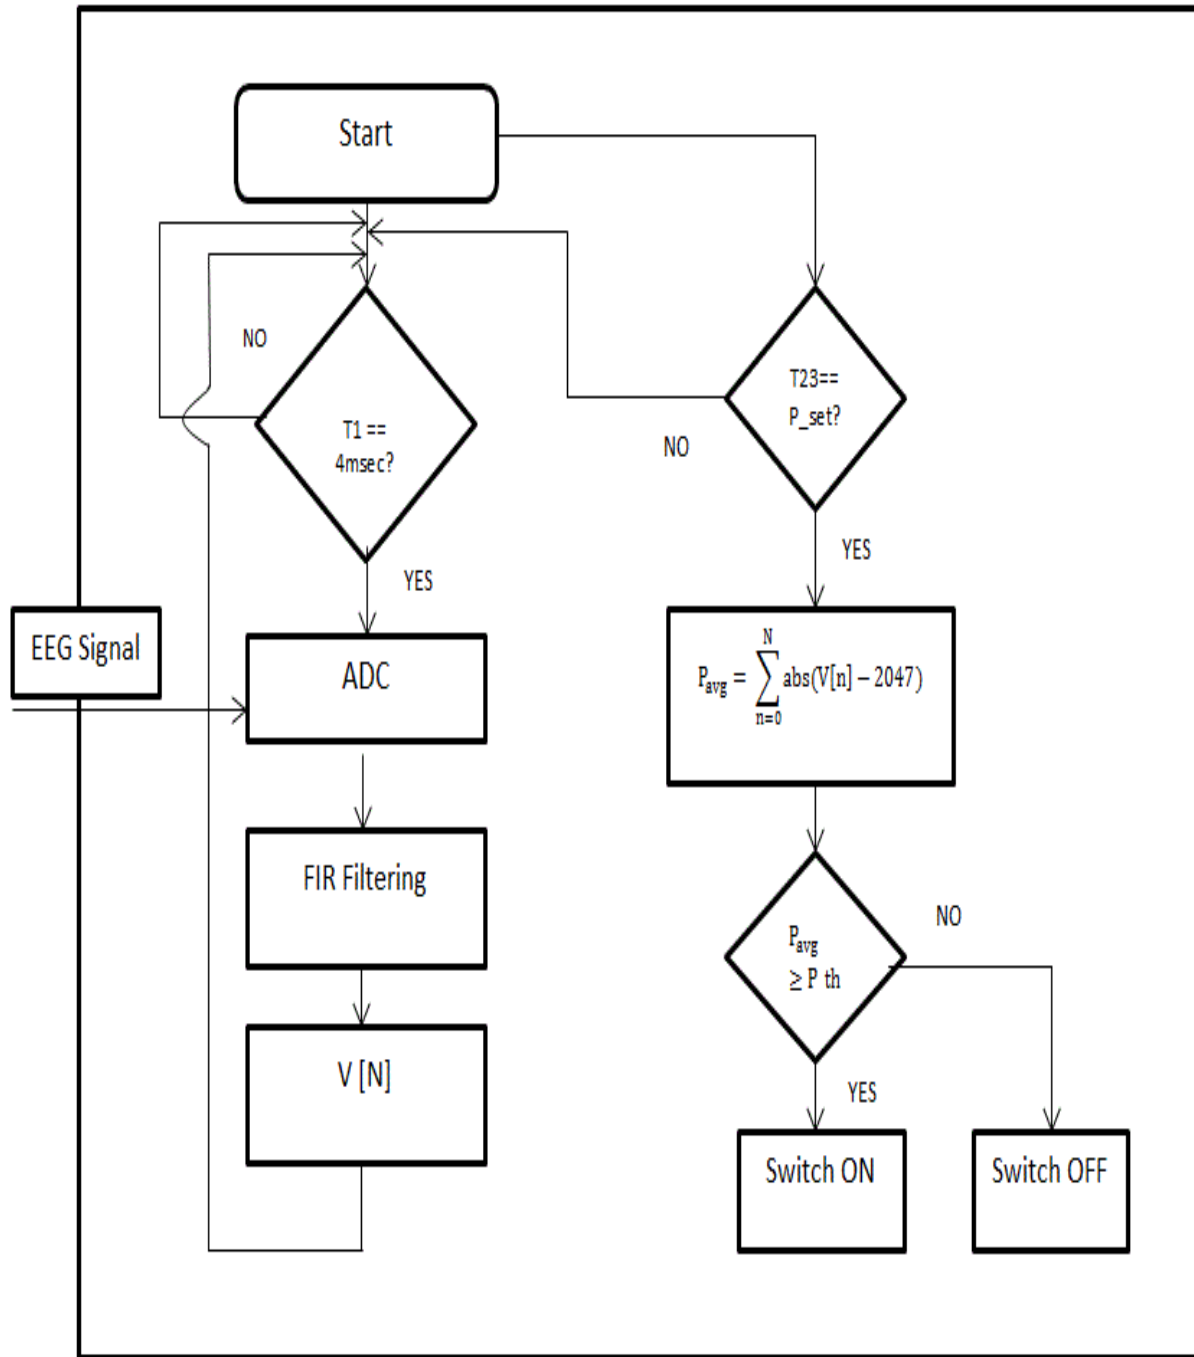 Start
NO
T1 ==
4msec?
T23==
P_set?
NO
YES
YES
EEG Signal
ADC
P_avg = ∑_{n=0}^{N} abs(V[n] − 2047)
FIR Filtering
P_avg
≥ P th
NO
V [N]
YES
Switch ON
Switch OFF